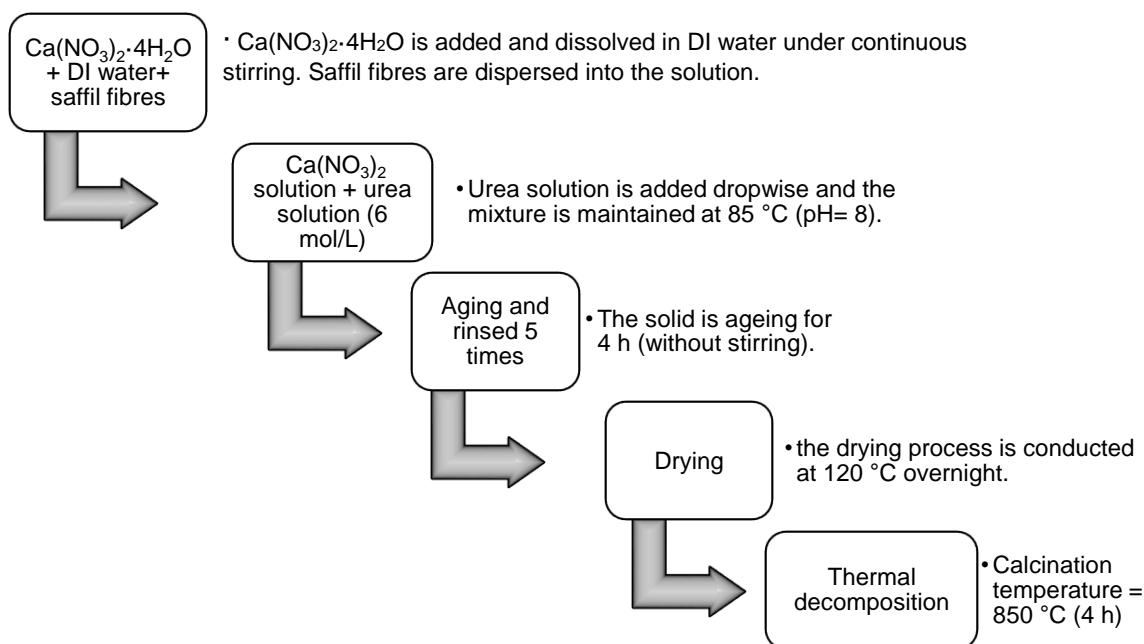 Ca(NO₃)₂·4H₂O
+ DI water+
saffil fibres
· Ca(NO₃)₂·4H₂O is added and dissolved in DI water under continuous
stirring. Saffil fibres are dispersed into the solution.
Ca(NO₃)₂
solution + urea
solution (6
mol/L)
•Urea solution is added dropwise and the
mixture is maintained at 85 °C (pH= 8).
Aging and
rinsed 5
times
•The solid is ageing for
4 h (without stirring).
Drying
•the drying process is conducted
at 120 °C overnight.
Thermal
decomposition
•Calcination
temperature =
850 °C (4 h)